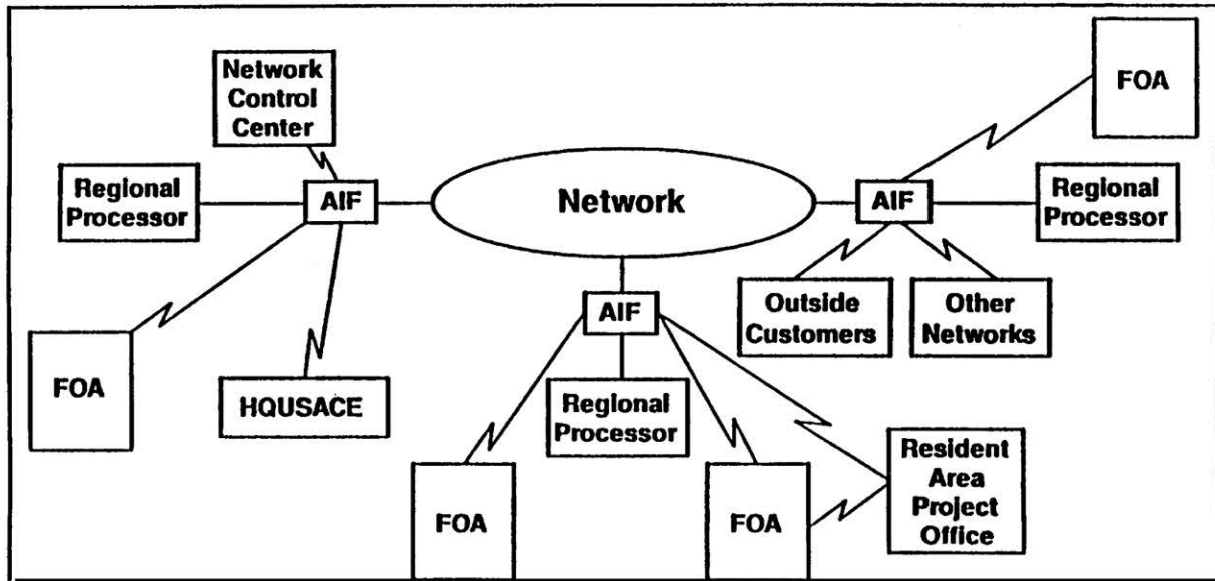 Network
Control
Center
FOA
Regional
Processor
AIF
Network
AIF
Regional
Processor
AIF
Outside
Customers
Other
Networks
FOA
HQUSACE
Regional
Processor
FOA
FOA
Resident
Area
Project
Office